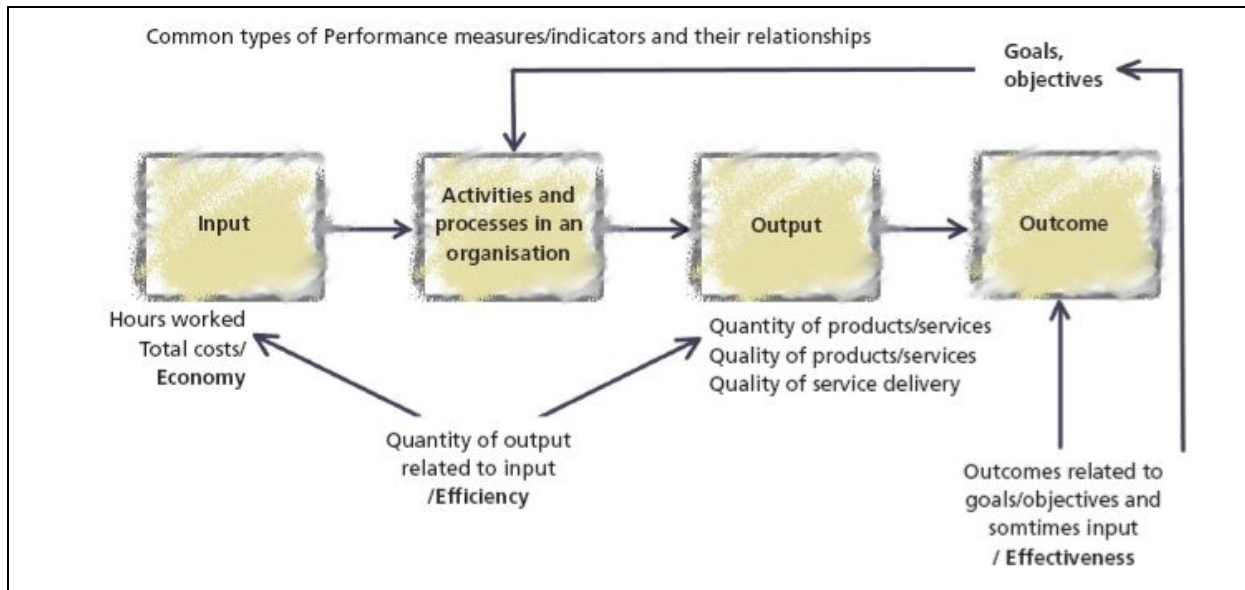 Common types of Performance measures/indicators and their relationships
Goals,
objectives
Input
Activities and
processes in an
organisation
Output
Outcome
Hours worked
Total costs/
Economy
Quantity of products/services
Quality of products/services
Quality of service delivery
Quantity of output
related to input
/Efficiency
Outcomes related to
goals/objectives and
somtimes input
/ Effectiveness